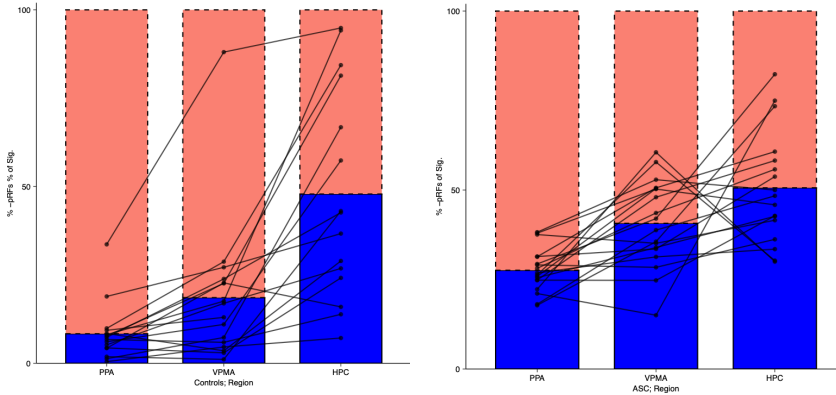 100
50
0
% -pRFs % of Sig.
PPA
VPMA
HPC
Controls; Region
100
50
0
% -pRFs of Sig.
PPA
VPMA
HPC
ASC; Region